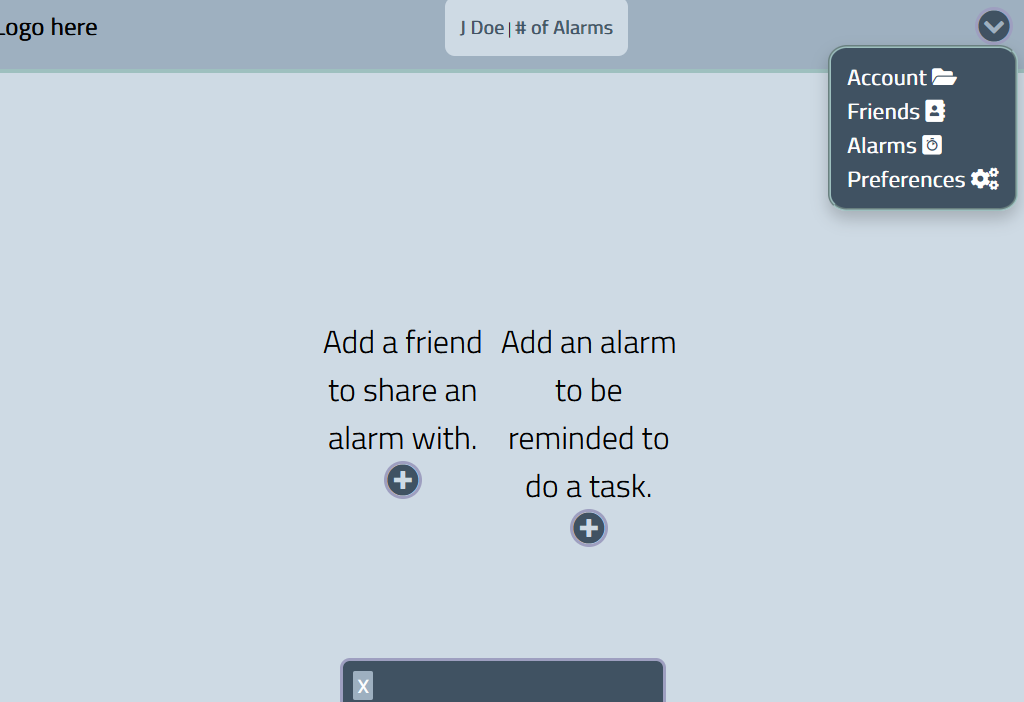 Logo here
J Doe | # of Alarms
Account
Friends
Alarms
Preferences
Add a friend
to share an
alarm with.
Add an alarm
to be
reminded to
do a task.
X